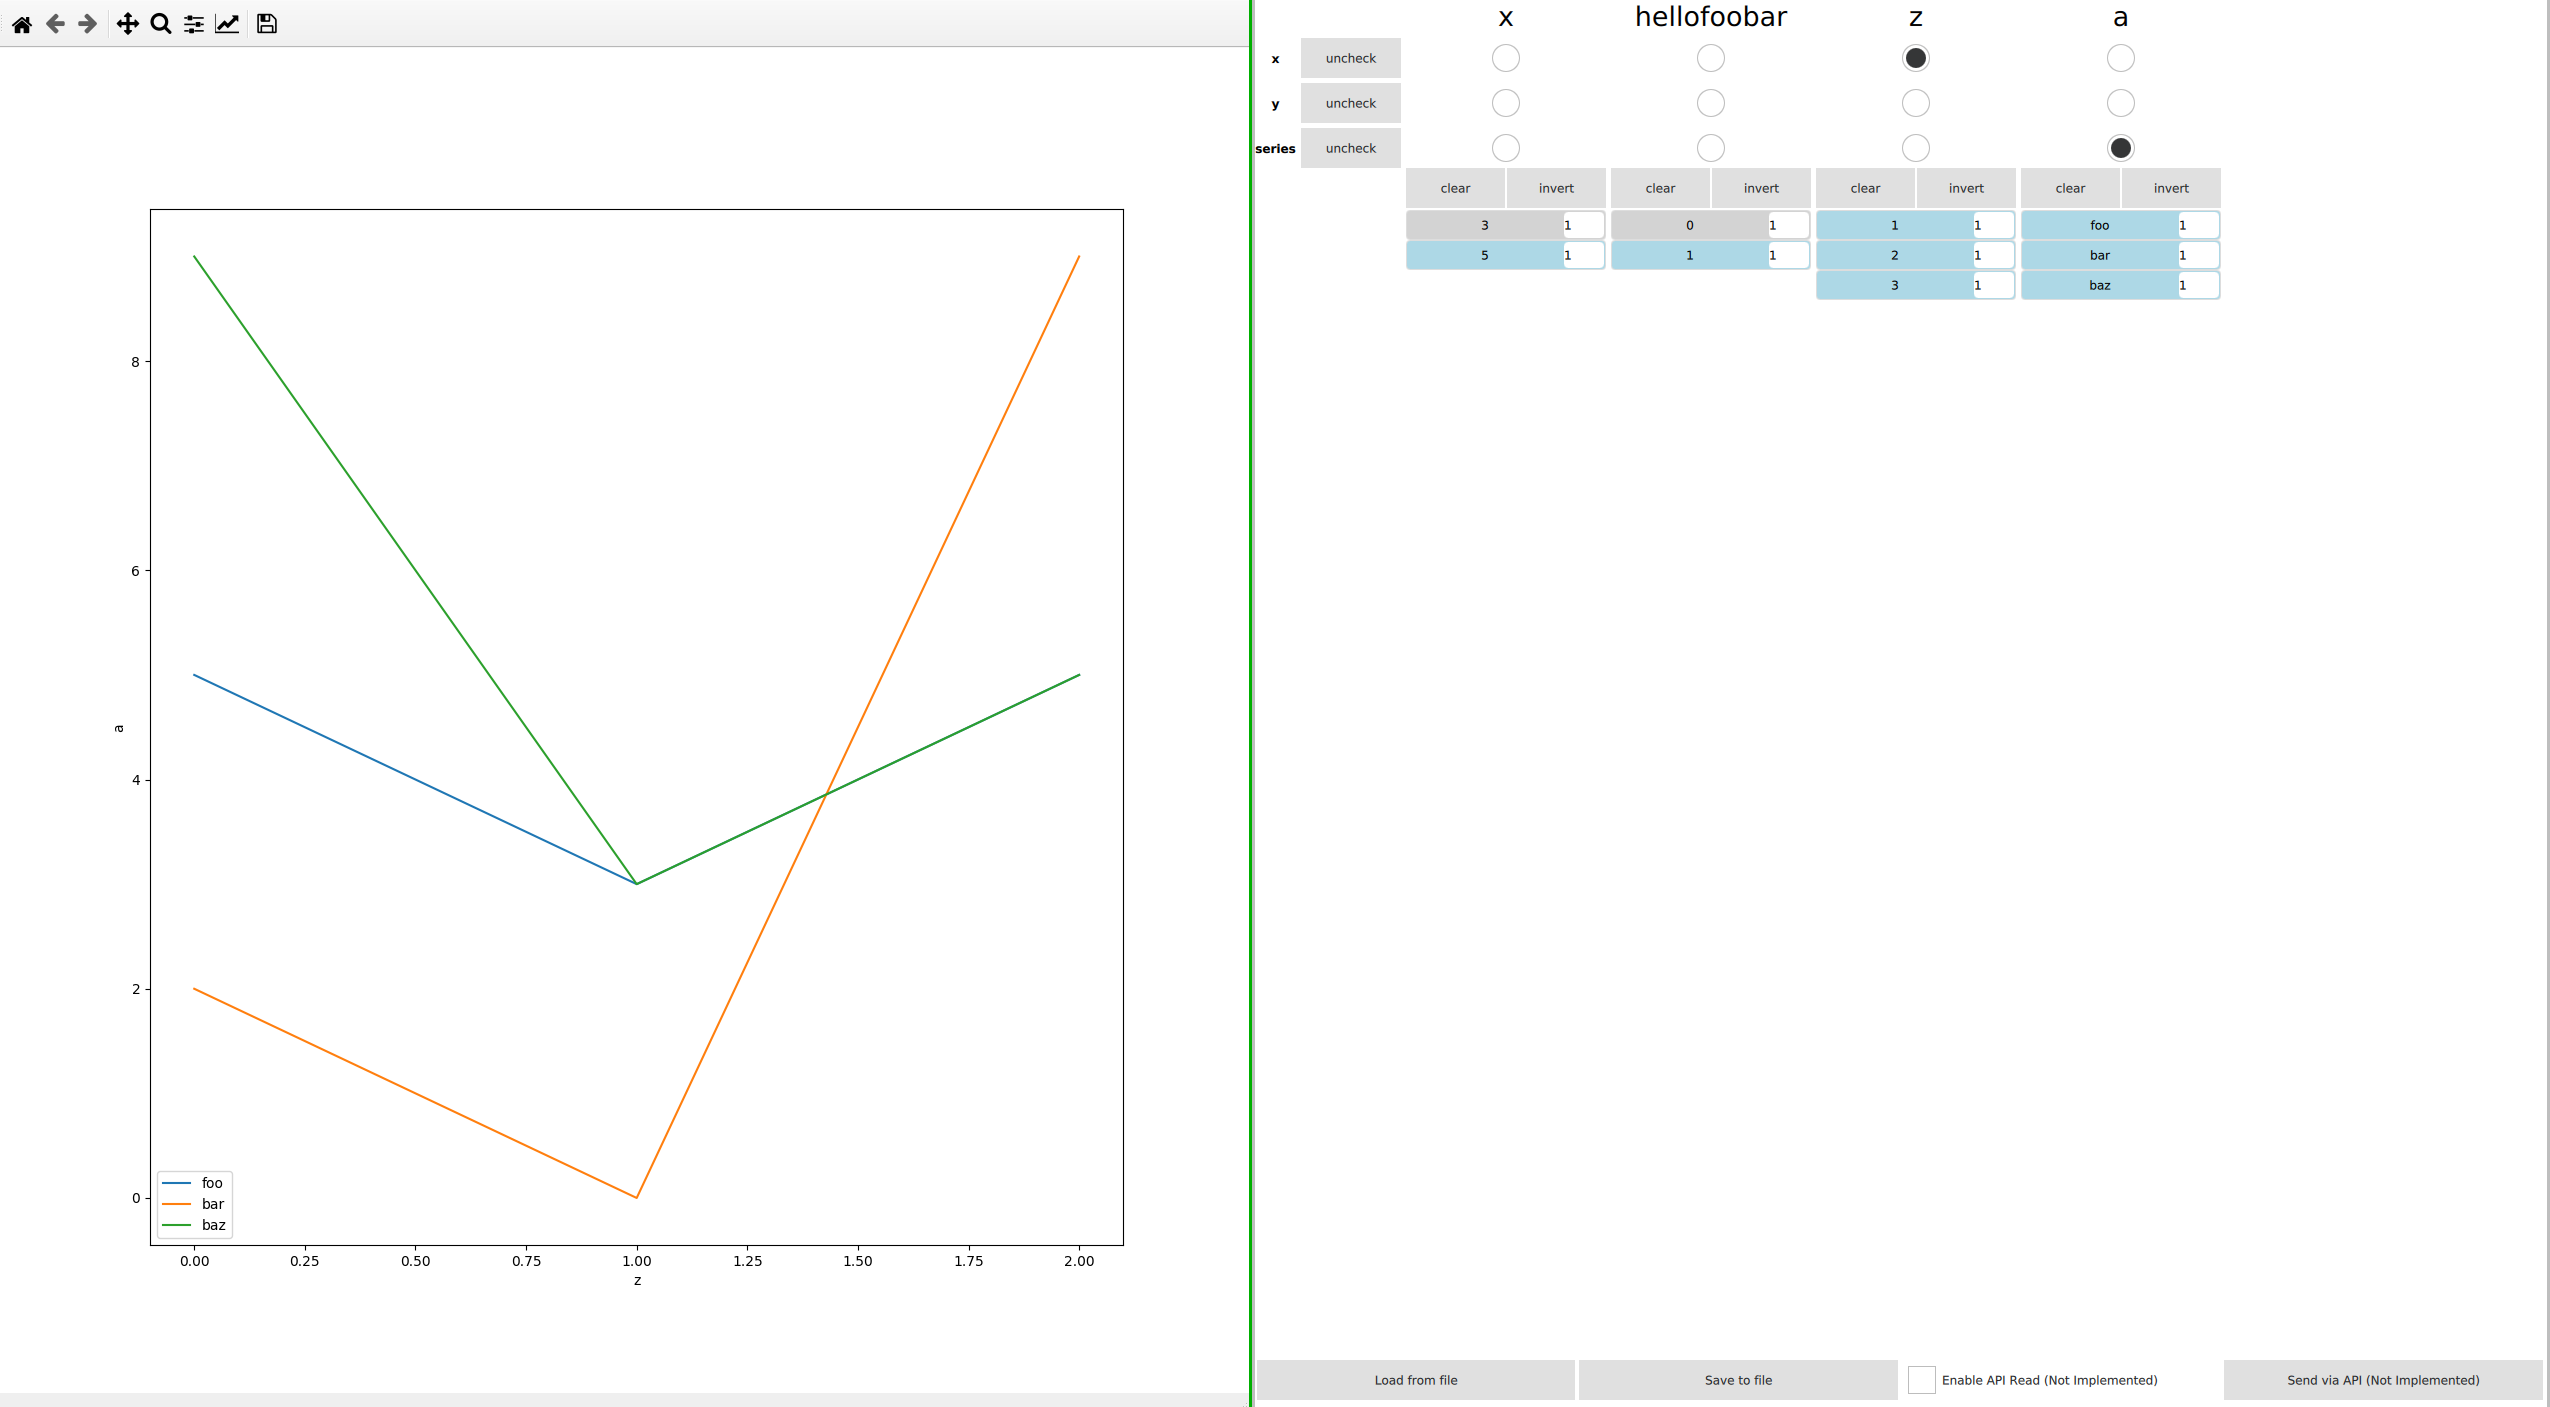 x hellofoobar z a
x uncheck
y uncheck
series uncheck
clear invert clear invert clear invert clear invert
3 1 0 1 1 1 foo 1
5 1 1 1 2 1 bar 1
3 1 baz 1
8
6
4
2
0
a
foo
bar
baz
0.00 0.25 0.50 0.75 1.00 1.25 1.50 1.75 2.00
z
Load from file Save to file Enable API Read (Not Implemented) Send via API (Not Implemented)